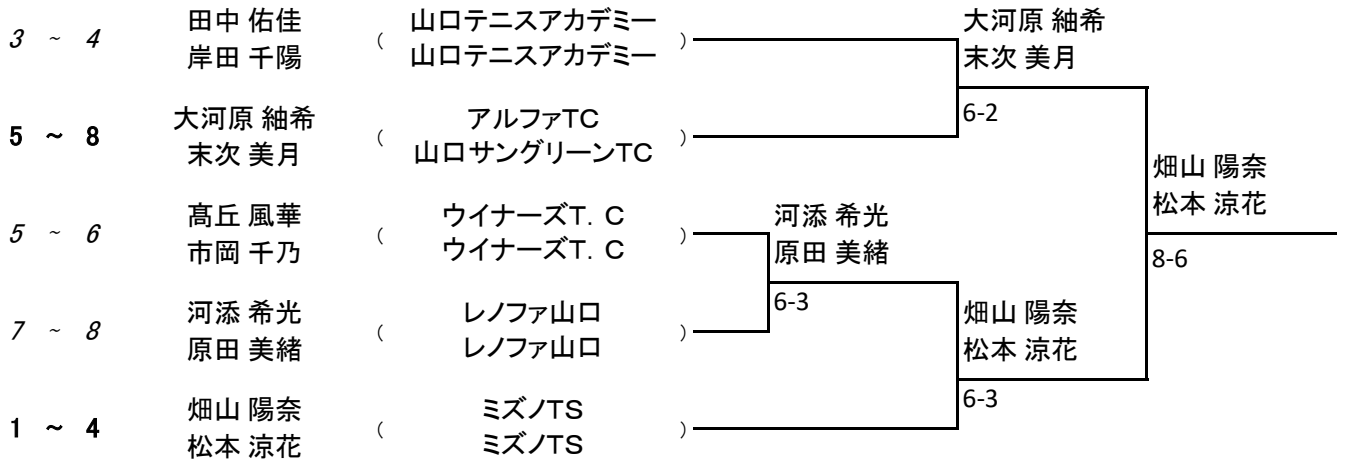 3 ~ 4 田中 佑佳 ( 山口テニスアカデミー ) 大河原 紬希
岸田 千陽 山口テニスアカデミー 末次 美月
6-2
5 ~ 8 大河原 紬希 ( アルファTC )
末次 美月 山口サングリーンTC
畑山 陽奈
松本 涼花
8-6
5 ~ 6 髙丘 風華 ( ウイナーズT．C ) 河添 希光
市岡 千乃 ウイナーズT．C 原田 美緒
6-3
7 ~ 8 河添 希光 ( レノファ山口 ) 畑山 陽奈
原田 美緒 レノファ山口 松本 涼花
6-3
1 ~ 4 畑山 陽奈 ( ミズノTS )
松本 涼花 ミズノTS